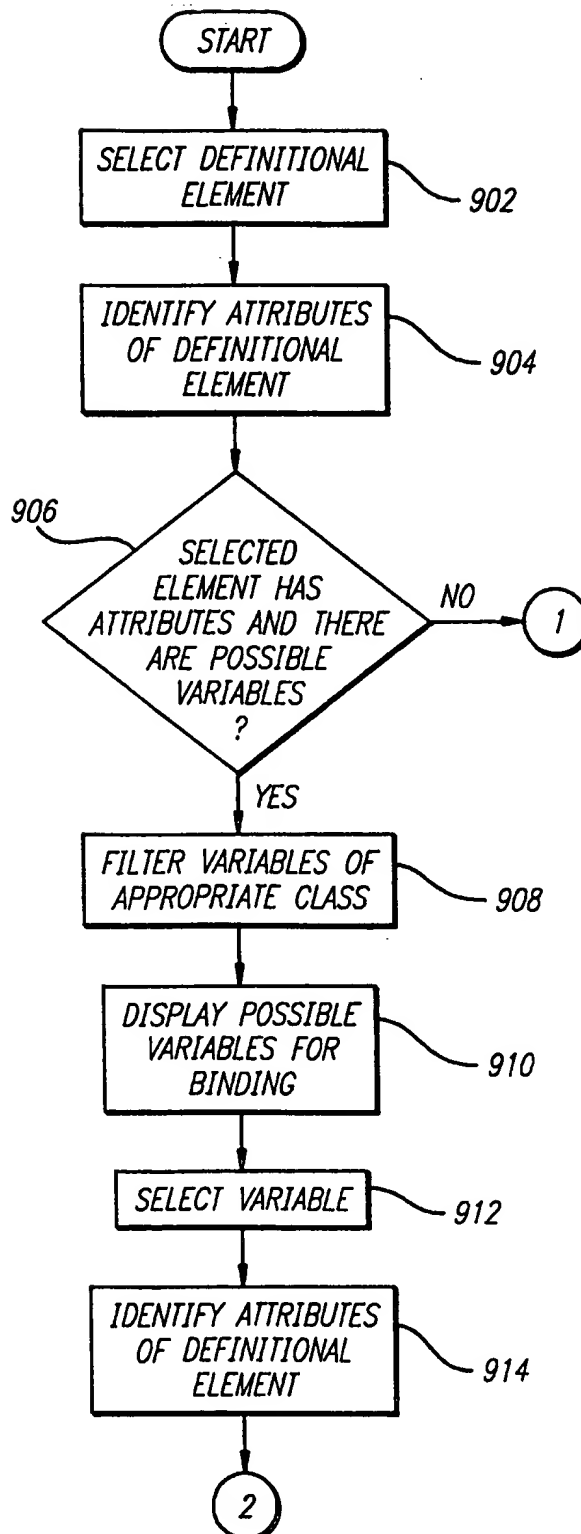 START
SELECT DEFINITIONAL
ELEMENT
902
IDENTIFY ATTRIBUTES
OF DEFINITIONAL
ELEMENT
904
906
SELECTED
ELEMENT HAS
ATTRIBUTES AND THERE
ARE POSSIBLE
VARIABLES
?
NO
1
YES
FILTER VARIABLES OF
APPROPRIATE CLASS
908
DISPLAY POSSIBLE
VARIABLES FOR
BINDING
910
SELECT VARIABLE
912
IDENTIFY ATTRIBUTES
OF DEFINITIONAL
ELEMENT
914
2